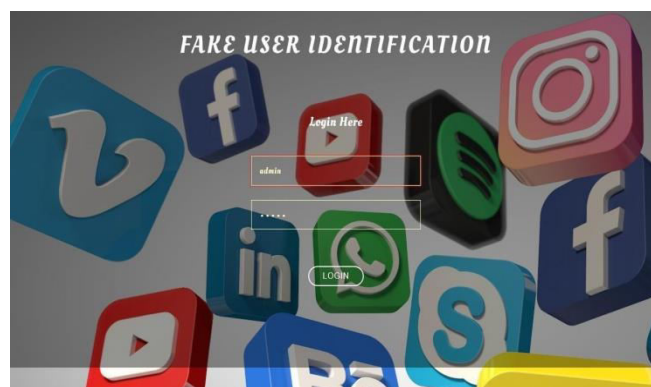 FAKE USER IDENTIFICATION
Login Here
admin
•••••
LOGIN